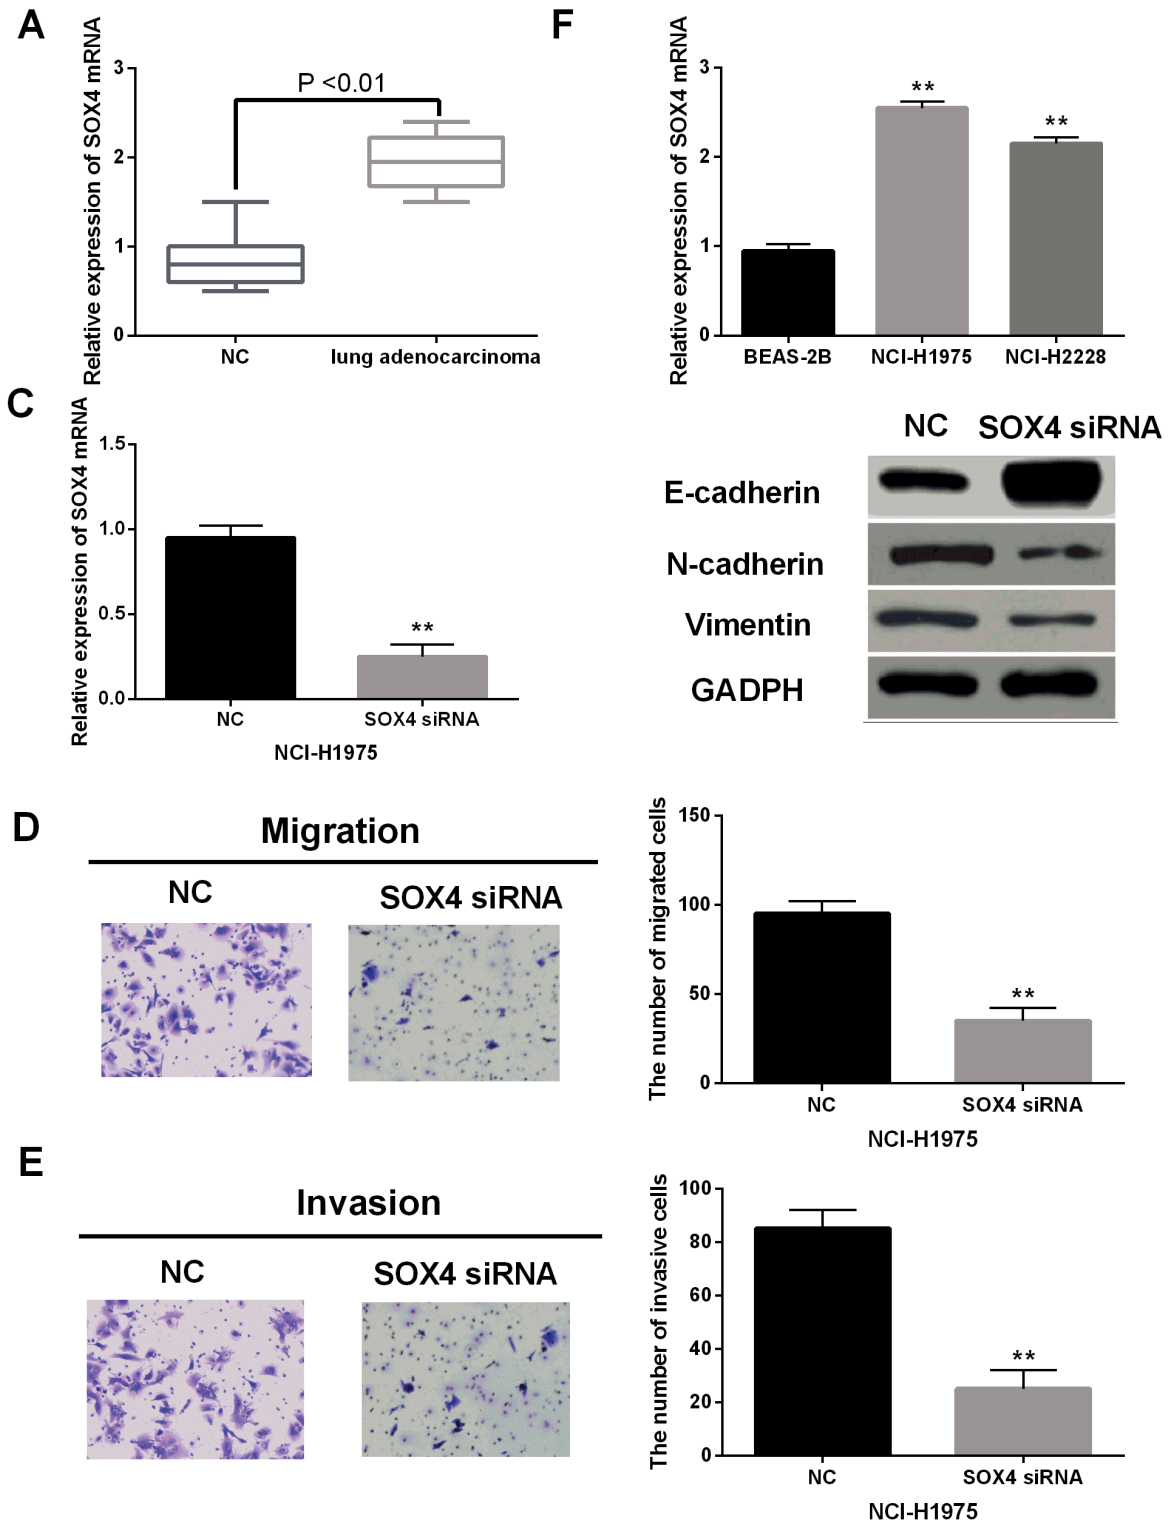 A
Relative expression of SOX4 mRNA
3
2
1
0
P <0.01
NC
lung adenocarcinoma
F
Relative expression of SOX4 mRNA
3
2
1
0
**
**
BEAS-2B
NCI-H1975
NCI-H2228
C
Relative expression of SOX4 mRNA
1.5
1.0
0.5
0.0
**
NC
SOX4 siRNA
NCI-H1975
NC
SOX4 siRNA
E-cadherin
N-cadherin
Vimentin
GADPH
D
Migration
NC
SOX4 siRNA
The number of migrated cells
150
100
50
0
**
NC
SOX4 siRNA
NCI-H1975
E
Invasion
NC
SOX4 siRNA
The number of invasive cells
100
80
60
40
20
0
**
NC
SOX4 siRNA
NCI-H1975